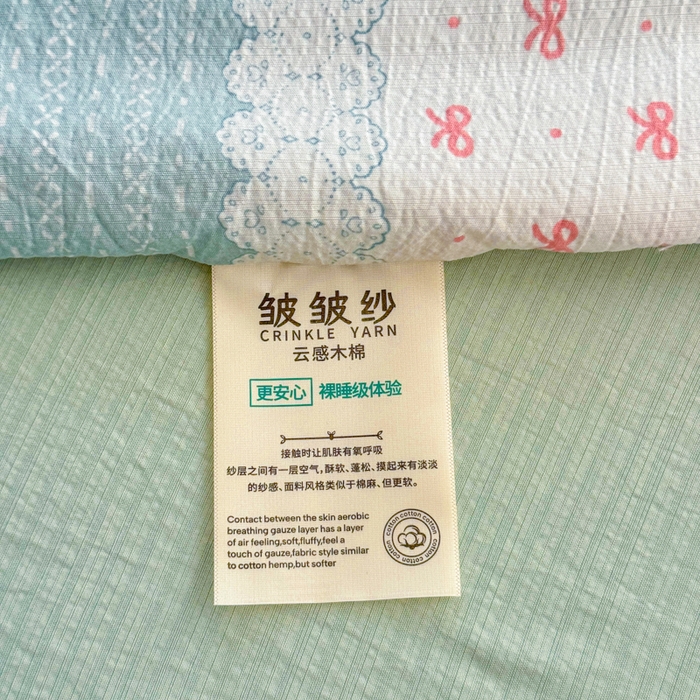 皱皱纱
CRINKLE YARN
云感木棉
更安心 裸睡级体验
接触时让肌肤有氧呼吸
纱层之间有一层空气,酥软、蓬松、摸起来有淡淡
的纱感、面料风格类似于棉麻、但更软。
Contact between the skin aerobic
breathing gauze layer has a layer
of air feeling,soft,fluffy,feel a
touch of gauze,fabric style similar
to cotton hemp,but softer
cotton cotton cotton cotton cotton cotton